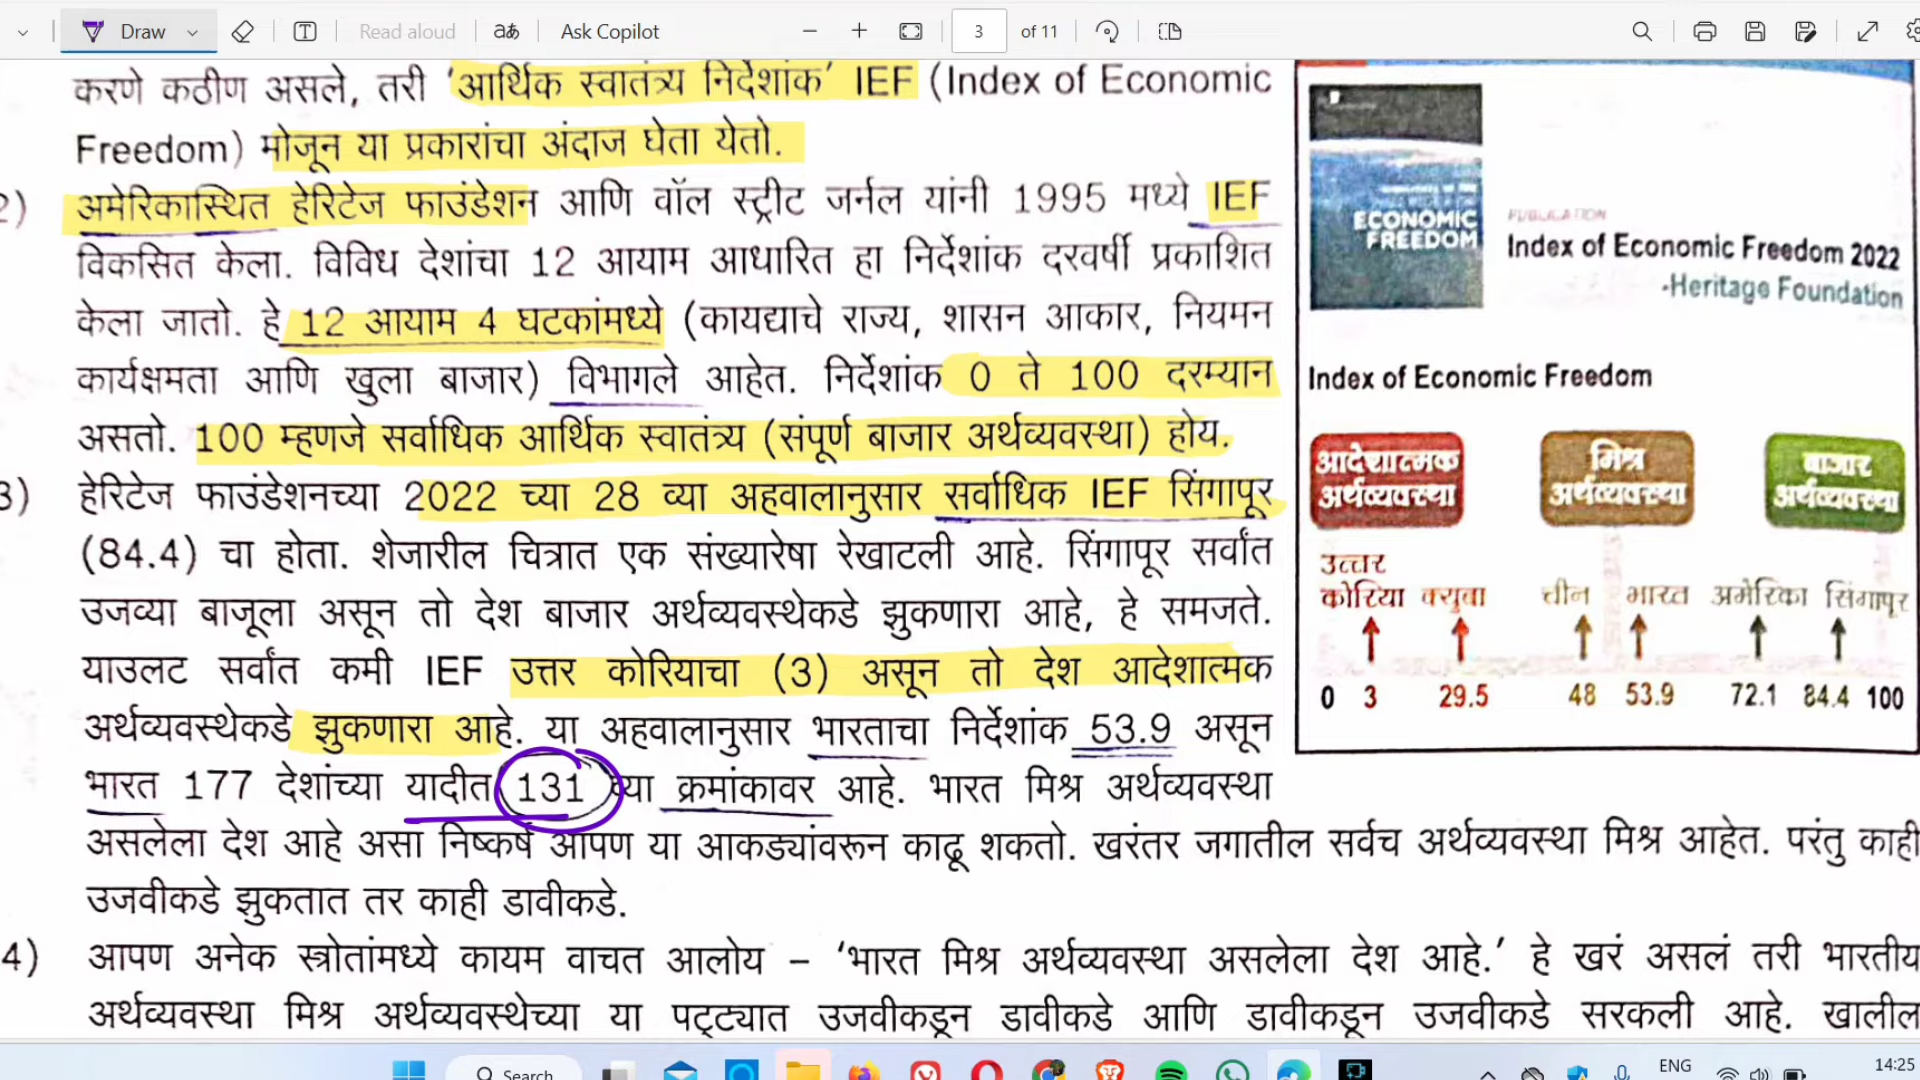 Draw
Read aloud
Ask Copilot
3
of 11
करणे कठीण असले, तरी 'आर्थिक स्वातंत्र्य निर्देशांक' IEF (Index of Economic
Freedom) मोजून या प्रकारांचा अंदाज घेता येतो.
2) अमेरिकास्थित हेरिटेज फाउंडेशन आणि वॉल स्ट्रीट जर्नल यांनी 1995 मध्ये IEF
विकसित केला. विविध देशांचा 12 आयाम आधारित हा निर्देशांक दरवर्षी प्रकाशित
केला जातो. हे 12 आयाम 4 घटकांमध्ये (कायद्याचे राज्य, शासन आकार, नियमन
कार्यक्षमता आणि खुला बाजार) विभागले आहेत. निर्देशांक 0 ते 100 दरम्यान
असतो. 100 म्हणजे सर्वाधिक आर्थिक स्वातंत्र्य (संपूर्ण बाजार अर्थव्यवस्था) होय.
3) हेरिटेज फाउंडेशनच्या 2022 च्या 28 व्या अहवालानुसार सर्वाधिक IEF सिंगापूर
(84.4) चा होता. शेजारील चित्रात एक संख्यारेषा रेखाटली आहे. सिंगापूर सर्वांत
उजव्या बाजूला असून तो देश बाजार अर्थव्यवस्थेकडे झुकणारा आहे, हे समजते.
याउलट सर्वांत कमी IEF उत्तर कोरियाचा (3) असून तो देश आदेशात्मक
अर्थव्यवस्थेकडे झुकणारा आहे. या अहवालानुसार भारताचा निर्देशांक 53.9 असून
भारत 177 देशांच्या यादीत 131 व्या क्रमांकावर आहे. भारत मिश्र अर्थव्यवस्था
असलेला देश आहे असा निष्कर्ष आपण या आकड्यांवरून काढू शकतो. खरंतर जगातील सर्वच अर्थव्यवस्था मिश्र आहेत. परंतु काही
उजवीकडे झुकतात तर काही डावीकडे.
4) आपण अनेक स्त्रोतांमध्ये कायम वाचत आलोय – 'भारत मिश्र अर्थव्यवस्था असलेला देश आहे.' हे खरं असलं तरी भारतीय
अर्थव्यवस्था मिश्र अर्थव्यवस्थेच्या या पट्ट्यात उजवीकडून डावीकडे आणि डावीकडून उजवीकडे सरकली आहे. खालील
ECONOMIC
FREEDOM
PUBLICATION
Index of Economic Freedom 2022
-Heritage Foundation
Index of Economic Freedom
आदेशात्मक अर्थव्यवस्था
मिश्र अर्थव्यवस्था
बाजार अर्थव्यवस्था
उत्तर
कोरिया क्युबा चीन भारत अमेरिका सिंगापूर
0 3 29.5 48 53.9 72.1 84.4 100
Search
ENG
14:25